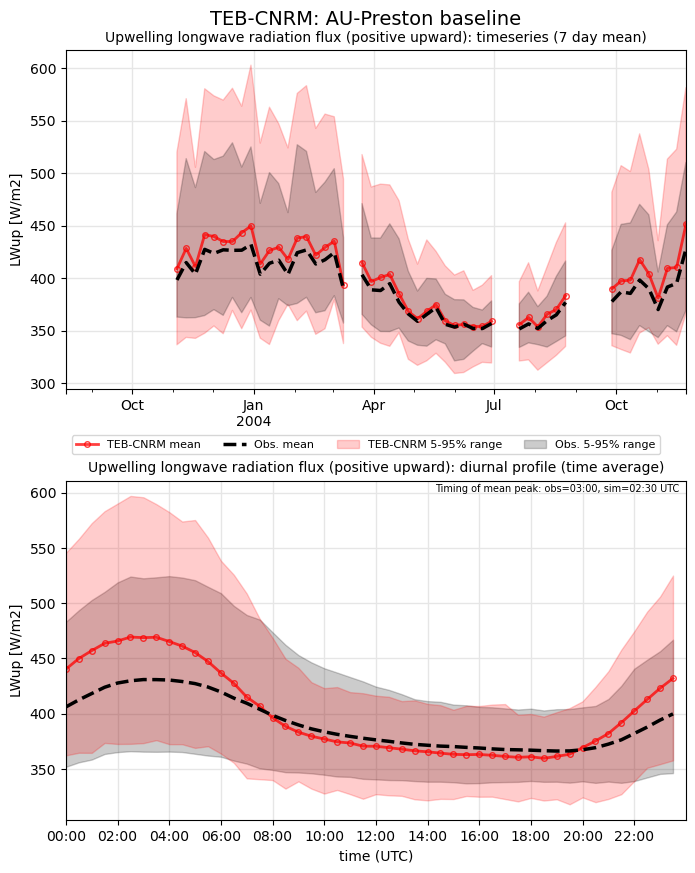 TEB-CNRM: AU-Preston baseline
Upwelling longwave radiation flux (positive upward): timeseries (7 day mean)
600
550
500
450
400
350
300
LWup [W/m2]
Oct
Jan
2004
Apr
Jul
Oct
TEB-CNRM mean
Obs. mean
TEB-CNRM 5-95% range
Obs. 5-95% range
Upwelling longwave radiation flux (positive upward): diurnal profile (time average)
Timing of mean peak: obs=03:00, sim=02:30 UTC
600
550
500
450
400
350
LWup [W/m2]
00:00
02:00
04:00
06:00
08:00
10:00
12:00
14:00
16:00
18:00
20:00
22:00
time (UTC)